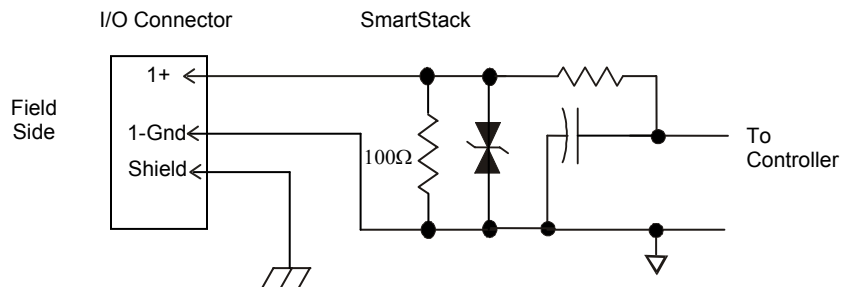 I/O Connector
SmartStack
1+
Field
Side
1-Gnd
Shield
100Ω
To
Controller